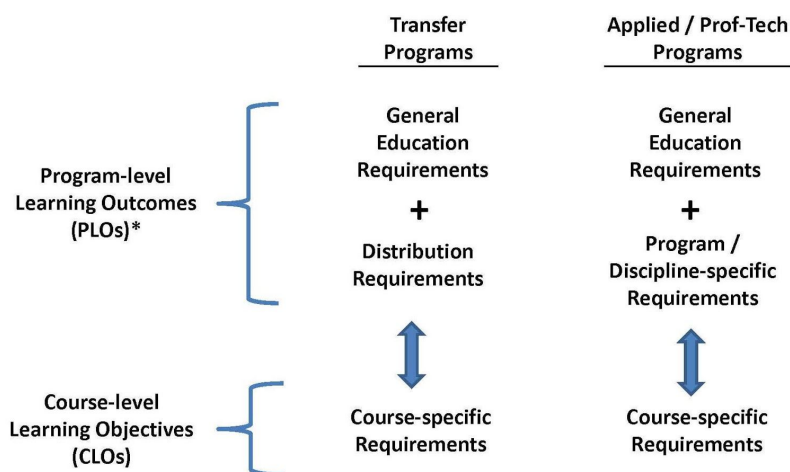 Transfer
Programs
Applied / Prof-Tech
Programs
Program-level
Learning Outcomes
(PLOs)*
General
Education
Requirements
+
Distribution
Requirements
General
Education
Requirements
+
Program /
Discipline-specific
Requirements
Course-level
Learning Objectives
(CLOs)
Course-specific
Requirements
Course-specific
Requirements